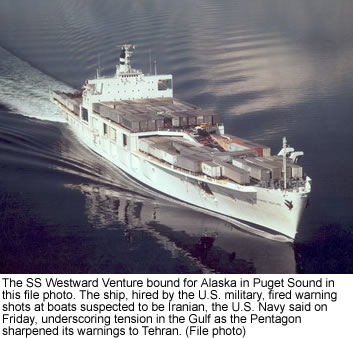 The SS Westward Venture bound for Alaska in Puget Sound in
this file photo. The ship, hired by the U.S. military, fired warning
shots at boats suspected to be Iranian, the U.S. Navy said on
Friday, underscoring tension in the Gulf as the Pentagon
sharpened its warnings to Tehran. (File photo)